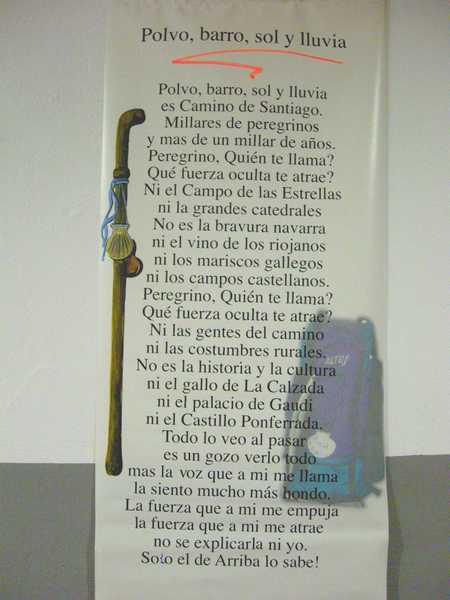 Polvo, barro, sol y lluvia
Polvo, barro, sol y lluvia
es Camino de Santiago.
Millares de peregrinos
y mas de un millar de años.
Peregrino, Quién te llama?
Qué fuerza oculta te atrae?
Ni el Campo de las Estrellas
ni la grandes catedrales
No es la bravura navarra
ni el vino de los riojanos
ni los mariscos gallegos
ni los campos castellanos.
Peregrino, Quién te llama?
Qué fuerza oculta te atrae?
Ni las gentes del camino
ni las costumbres rurales.
No es la historia y la cultura
ni el gallo de La Calzada
ni el palacio de Gaudi
ni el Castillo Ponferrada.
Todo lo veo al pasar
es un gozo verlo todo
mas la voz que a mi me llama
la siento mucho más hondo.
La fuerza que a mi me empuja
la fuerza que a mi me atrae
no se explicarla ni yo.
Solo el de Arriba lo sabe!
ALTUS